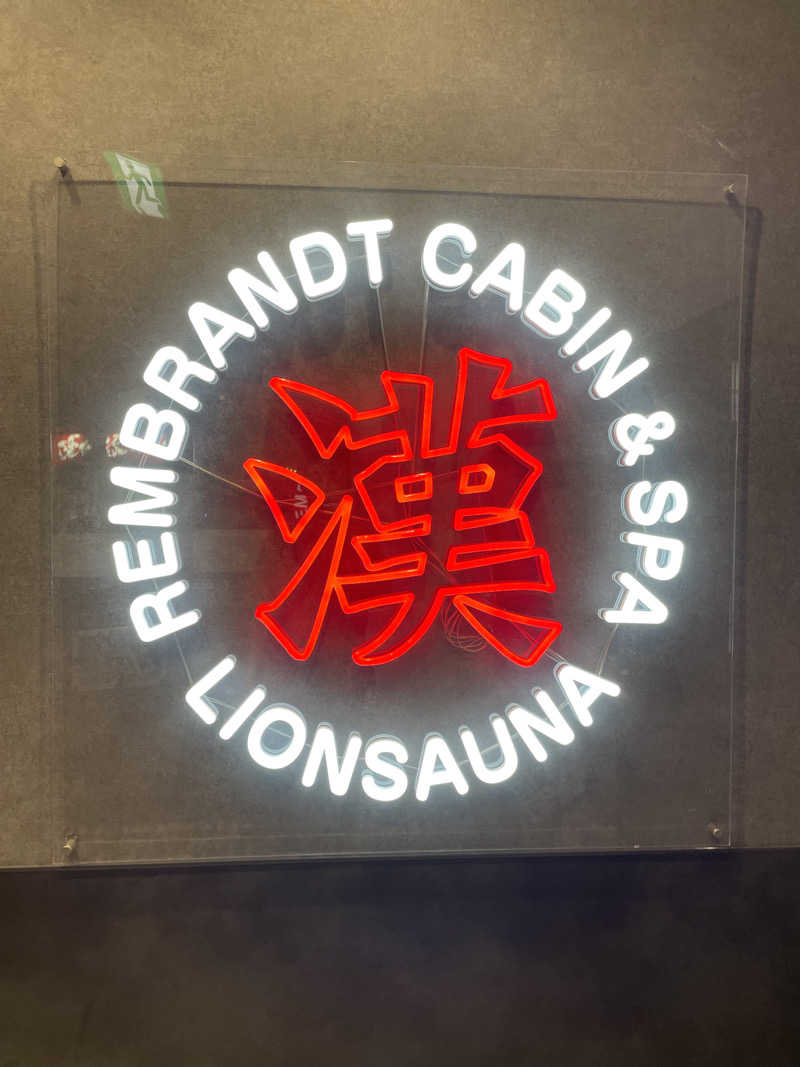 REMBRANDT CABIN & SPA
漢
LIONSAUNA